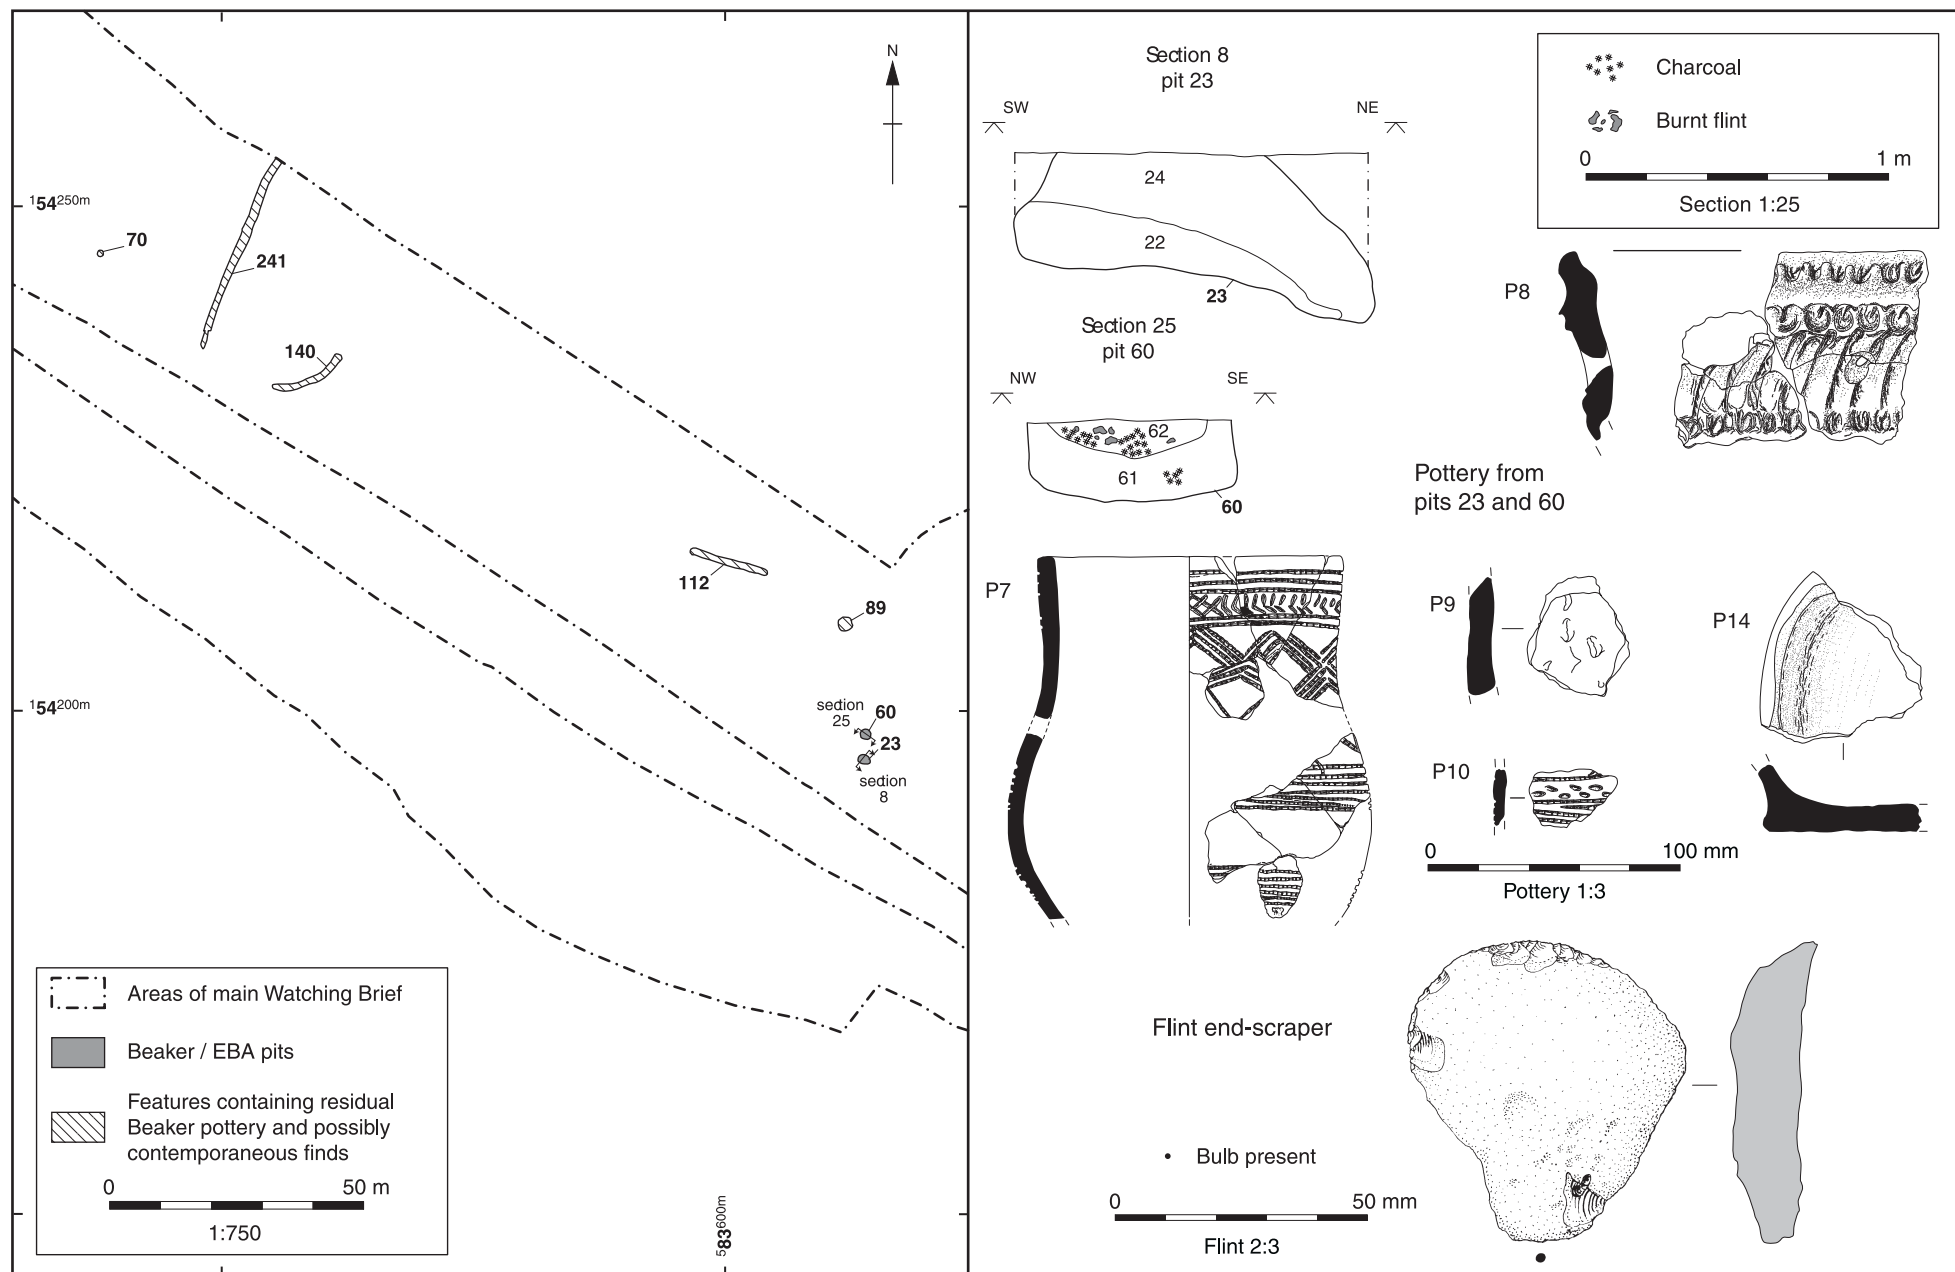 N
154250m
70
241
140
112
89
154200m
section
25
60
23
section
8
Areas of main Watching Brief
Beaker / EBA pits
Features containing residual
Beaker pottery and possibly
contemporaneous finds
0 50 m
1:750
583600m
Section 8
pit 23
SW NE
24
22
23
Section 25
pit 60
NW SE
62
61
60
Charcoal
Burnt flint
0 1 m
Section 1:25
P8
Pottery from
pits 23 and 60
P7
P9
P14
P10
0 100 mm
Pottery 1:3
Flint end-scraper
• Bulb present
0 50 mm
Flint 2:3